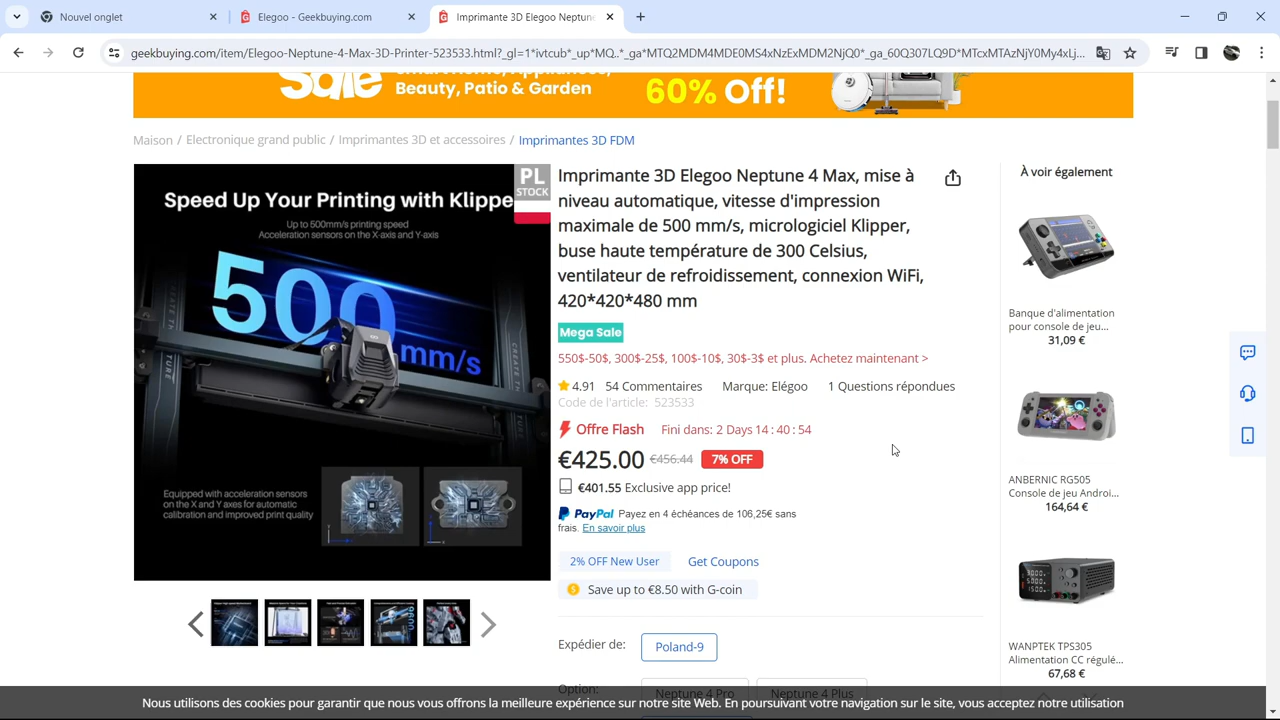 Nouvel onglet
Elegoo - Geekbuying.com
Imprimante 3D Elegoo Neptune
geekbuying.com/item/Elegoo-Neptune-4-Max-3D-Printer-523533.html?_gl=1*ivtcub*_up*MQ..*_ga*MTQ2MDM4MDE0MS4xNzExMDM2NjQ0*_ga_60Q307LQ9D*MTcxMTAzNjY0My4xLj...
Sale
Beauty, Patio & Garden
60% Off!
Maison / Electronique grand public / Imprimantes 3D et accessoires / Imprimantes 3D FDM
Speed Up Your Printing with Klippe
PL
STOCK
Up to 500mm/s printing speed
Acceleration sensors on the X-axis and Y-axis
500
mm/s
Equipped with acceleration sensors
on the X and Y axes for automatic
calibration and improved print quality
Imprimante 3D Elegoo Neptune 4 Max, mise à
niveau automatique, vitesse d'impression
maximale de 500 mm/s, micrologiciel Klipper,
buse haute température de 300 Celsius,
ventilateur de refroidissement, connexion WiFi,
420*420*480 mm
Mega Sale
550$-50$, 300$-25$, 100$-10$, 30$-3$ et plus. Achetez maintenant >
4.91 54 Commentaires Marque: Elégoo 1 Questions répondues
Code de l'article: 523533
Offre Flash Fini dans: 2 Days 14 : 40 : 54
€425.00 €456.44 7% OFF
€401.55 Exclusive app price!
PayPal Payez en 4 échéances de 106,25€ sans
frais. En savoir plus
2% OFF New User Get Coupons
Save up to €8.50 with G-coin
Expédier de: Poland-9
Option: Neptune 4 Pro Neptune 4 Plus
À voir également
Banque d'alimentation
pour console de jeu...
31,09 €
ANBERNIC RG505
Console de jeu Androi...
164,64 €
WANPTEK TPS305
Alimentation CC régulé...
67,68 €
Nous utilisons des cookies pour garantir que nous vous offrons la meilleure expérience sur notre site Web. En poursuivant votre navigation sur le site, vous acceptez notre utilisation